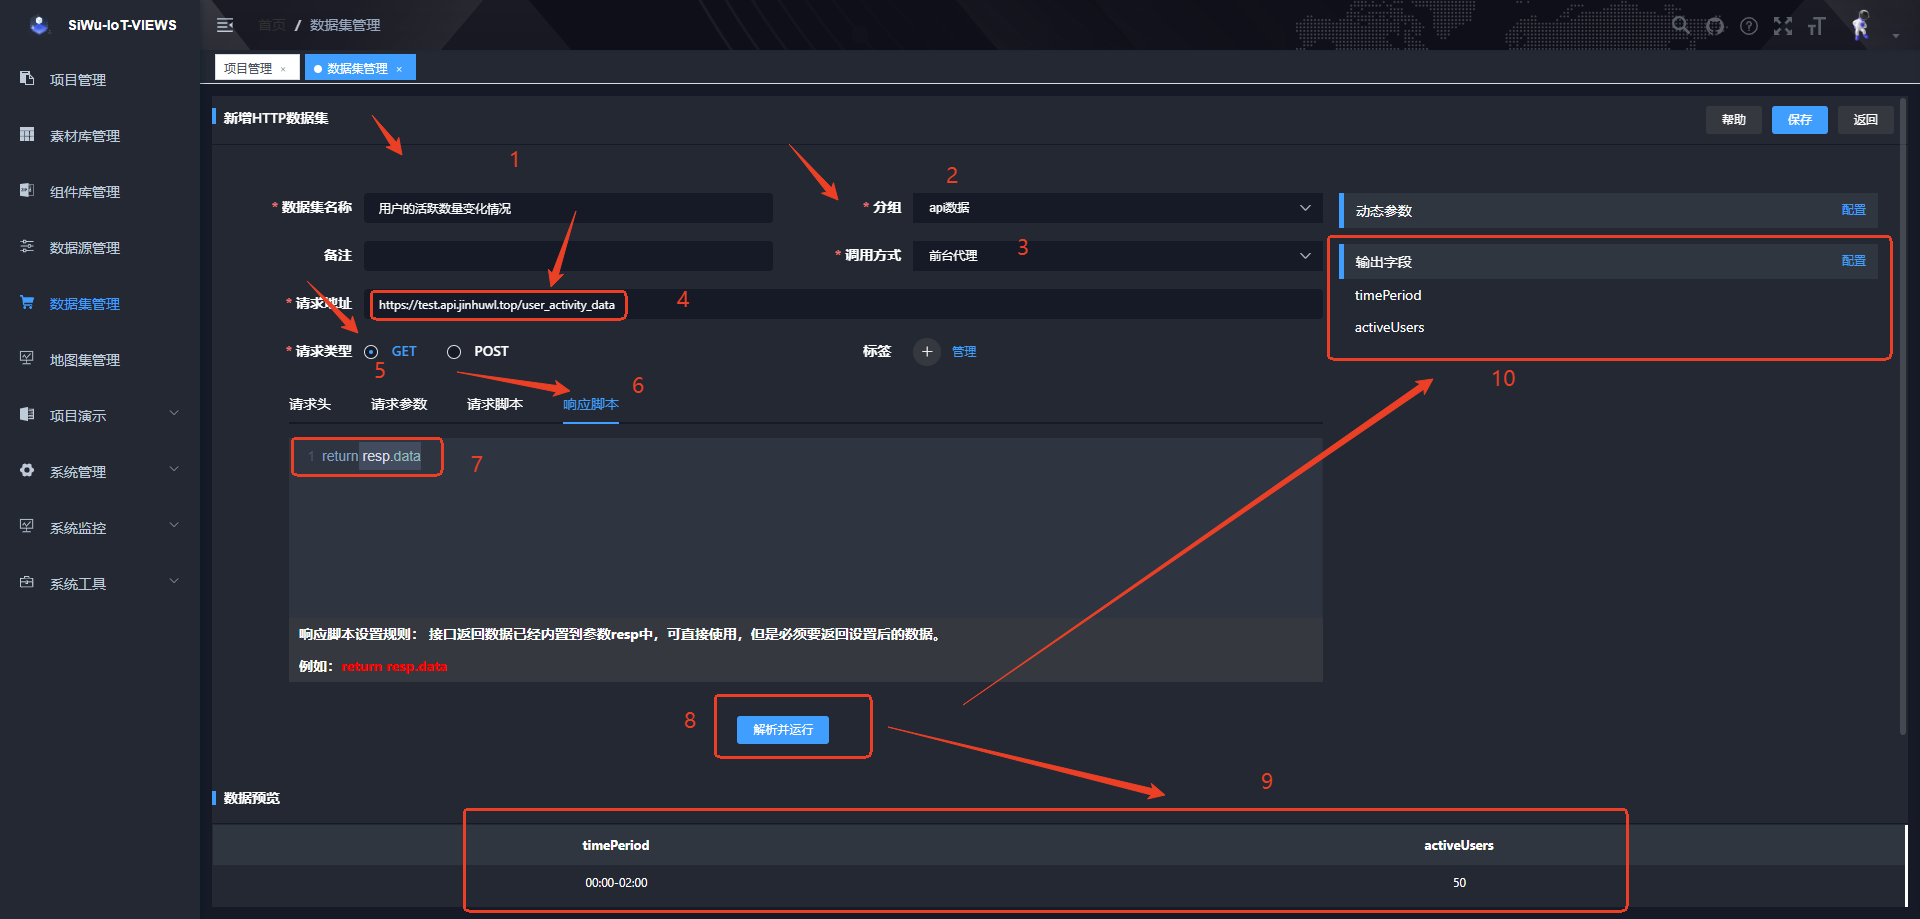 SiWu-IoT-VIEWS
首页 / 数据集管理
项目管理 ×
数据集管理 ×
项目管理
素材库管理
组件库管理
数据源管理
数据集管理
地图集管理
项目演示
系统管理
系统监控
系统工具
新增HTTP数据集
帮助
保存
返回
1
2
* 数据集名称 用户的活跃数量变化情况
* 分组 api数据
备注
* 调用方式 前台代理
3
* 请求地址 https://test.api.jinhuwl.top/user_activity_data
4
* 请求类型 GET POST
5
标签 + 管理
6
请求头 请求参数 请求脚本 响应脚本
1 return resp.data
7
响应脚本设置规则： 接口返回数据已经内置到参数resp中，可直接使用，但是必须要返回设置后的数据。
例如：return resp.data
8
解析并运行
动态参数 配置
输出字段 配置
timePeriod
activeUsers
10
9
数据预览
timePeriod activeUsers
00:00-02:00 50